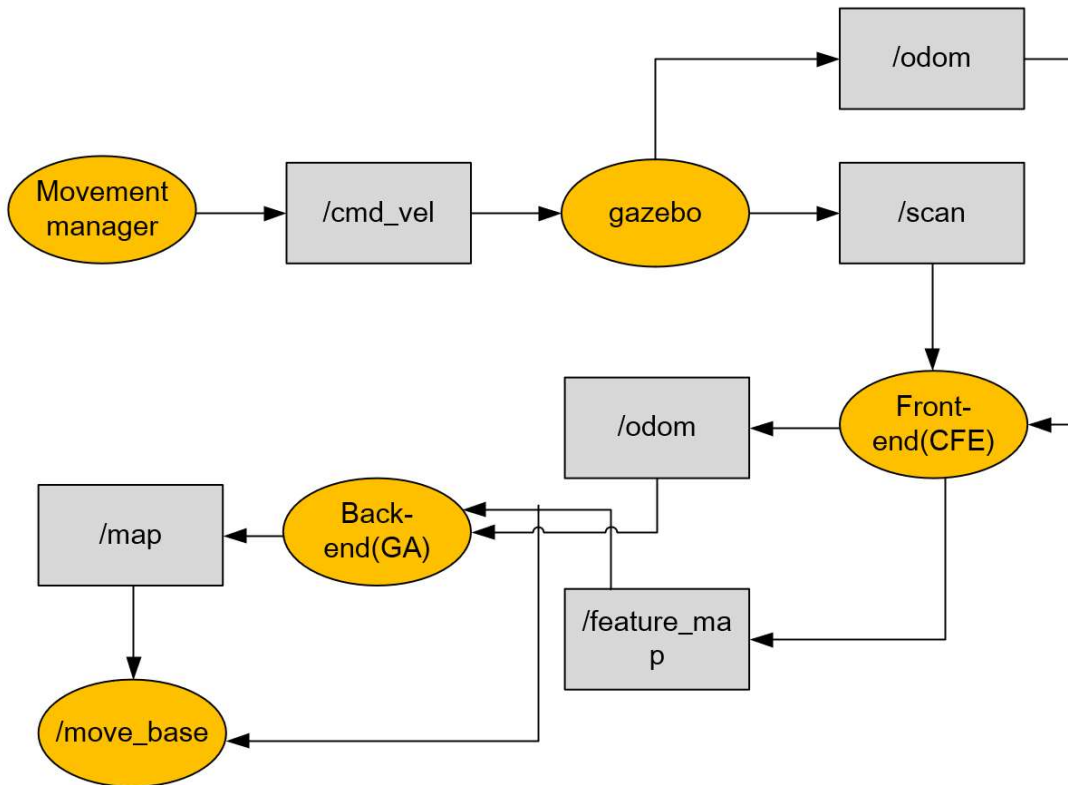 /odom
Movement
manager
/cmd_vel
gazebo
/scan
/odom
Front-
end(CFE)
/map
Back-
end(GA)
/feature_ma
p
/move_base